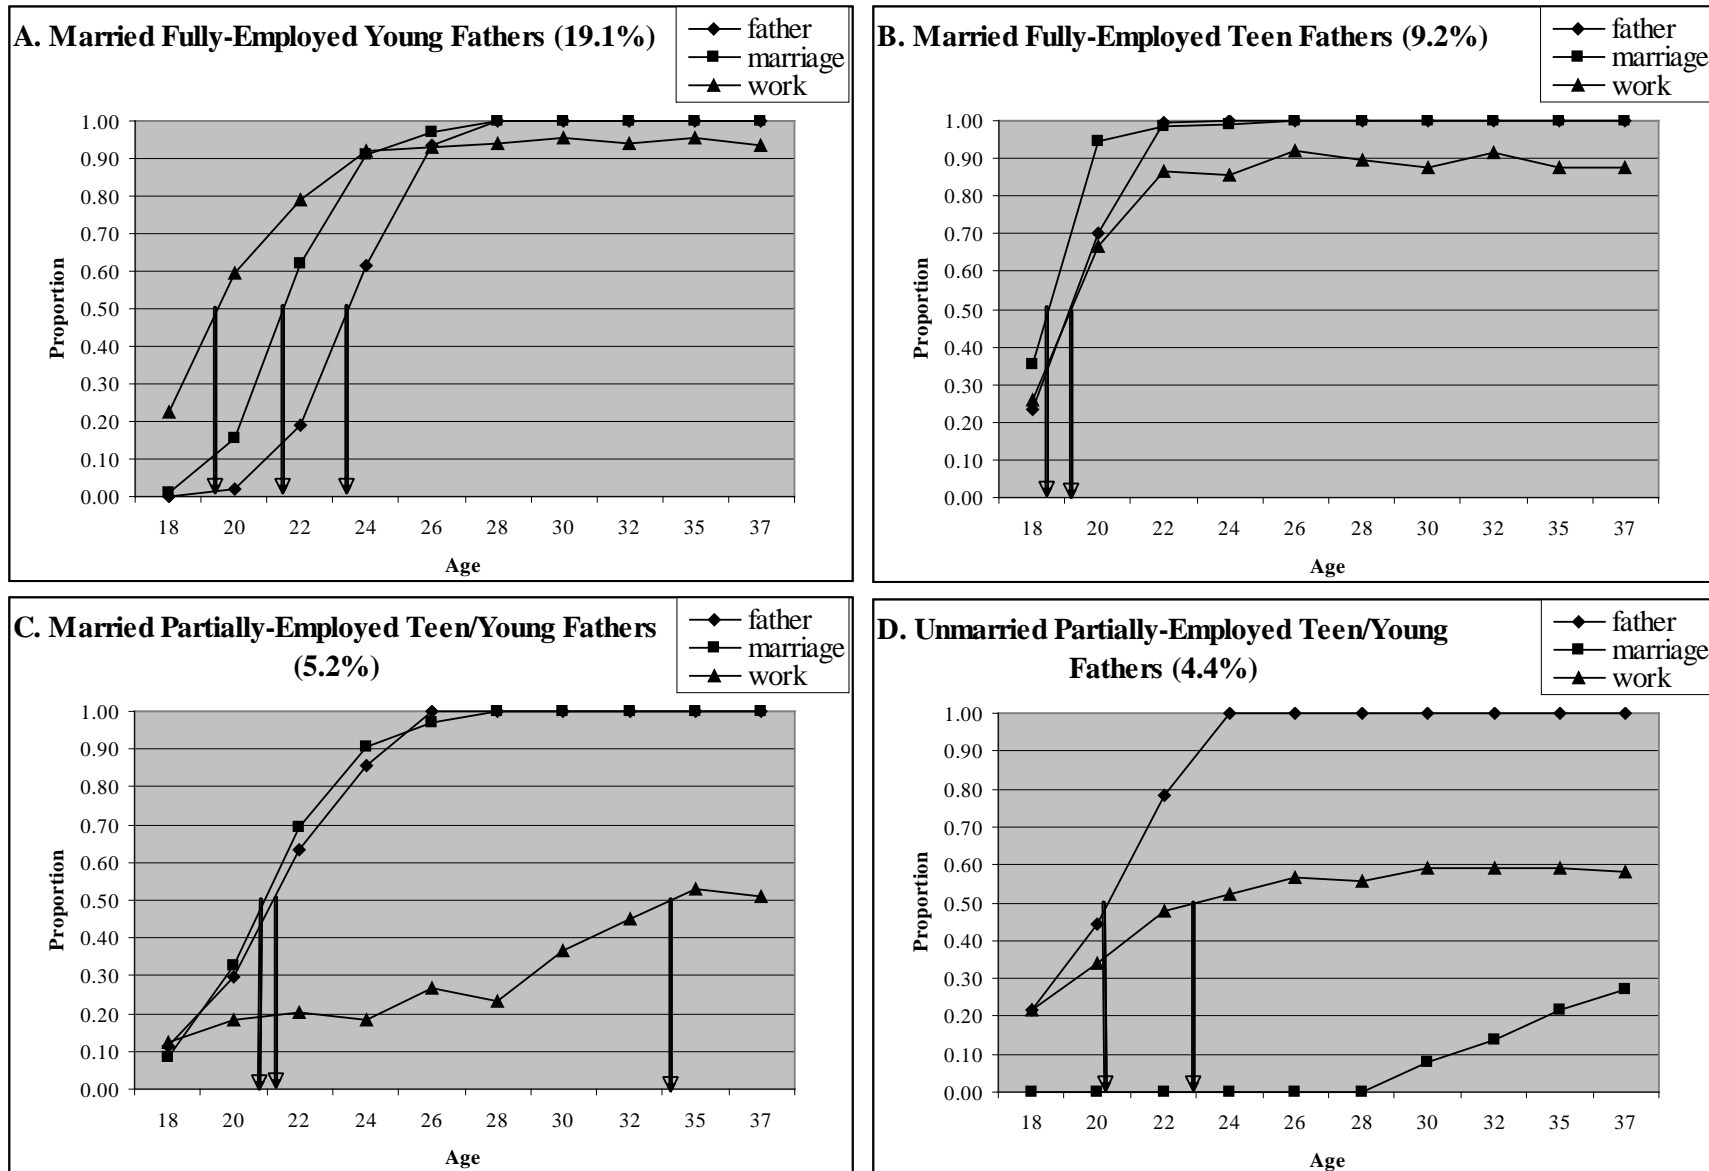 A. Married Fully-Employed Young Fathers (19.1%)
father
marriage
work
1.00
0.90
0.80
0.70
0.60
0.50
0.40
0.30
0.20
0.10
0.00
Proportion
18 20 22 24 26 28 30 32 35 37
Age
B. Married Fully-Employed Teen Fathers (9.2%)
father
marriage
work
1.00
0.90
0.80
0.70
0.60
0.50
0.40
0.30
0.20
0.10
0.00
Proportion
18 20 22 24 26 28 30 32 35 37
Age
C. Married Partially-Employed Teen/Young Fathers
(5.2%)
father
marriage
work
1.00
0.90
0.80
0.70
0.60
0.50
0.40
0.30
0.20
0.10
0.00
Proportion
18 20 22 24 26 28 30 32 35 37
Age
D. Unmarried Partially-Employed Teen/Young
Fathers (4.4%)
father
marriage
work
1.00
0.90
0.80
0.70
0.60
0.50
0.40
0.30
0.20
0.10
0.00
Proportion
18 20 22 24 26 28 30 32 35 37
Age